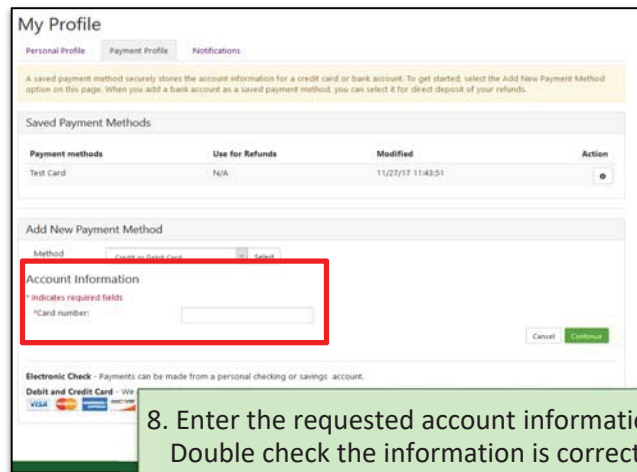 My Profile
Personal Profile Payment Profile Notifications
A saved payment method securely stores the account information for a credit card or bank account. To get started, select the Add New Payment Method
option on this page. When you add a bank account as a saved payment method, you can select it for direct deposit of your refunds.
Saved Payment Methods
Payment methods Use for Refunds Modified Action
Test Card N/A 11/27/17 11:43:51
Add New Payment Method
Method Credit or Debit Card Select
Account Information
* Indicates required fields
*Card number:
Cancel Continue
Electronic Check - Payments can be made from a personal checking or savings account.
Debit and Credit Card - We
VISA
8. Enter the requested account informatio
Double check the information is correct